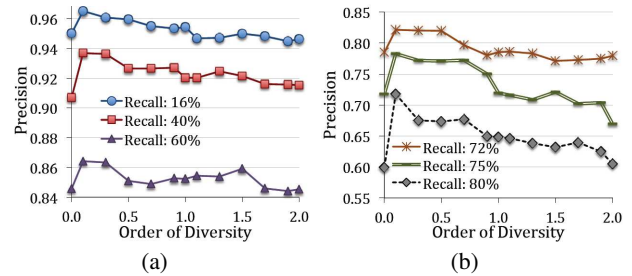 0.96
0.94
0.92
0.90
0.88
0.86
0.84
Precision
Recall: 16%
Recall: 40%
Recall: 60%
0.0 0.5 1.0 1.5 2.0
Order of Diversity
(a)
0.85
0.80
0.75
0.70
0.65
0.60
0.55
Precision
Recall: 72%
Recall: 75%
Recall: 80%
0.0 0.5 1.0 1.5 2.0
Order of Diversity
(b)